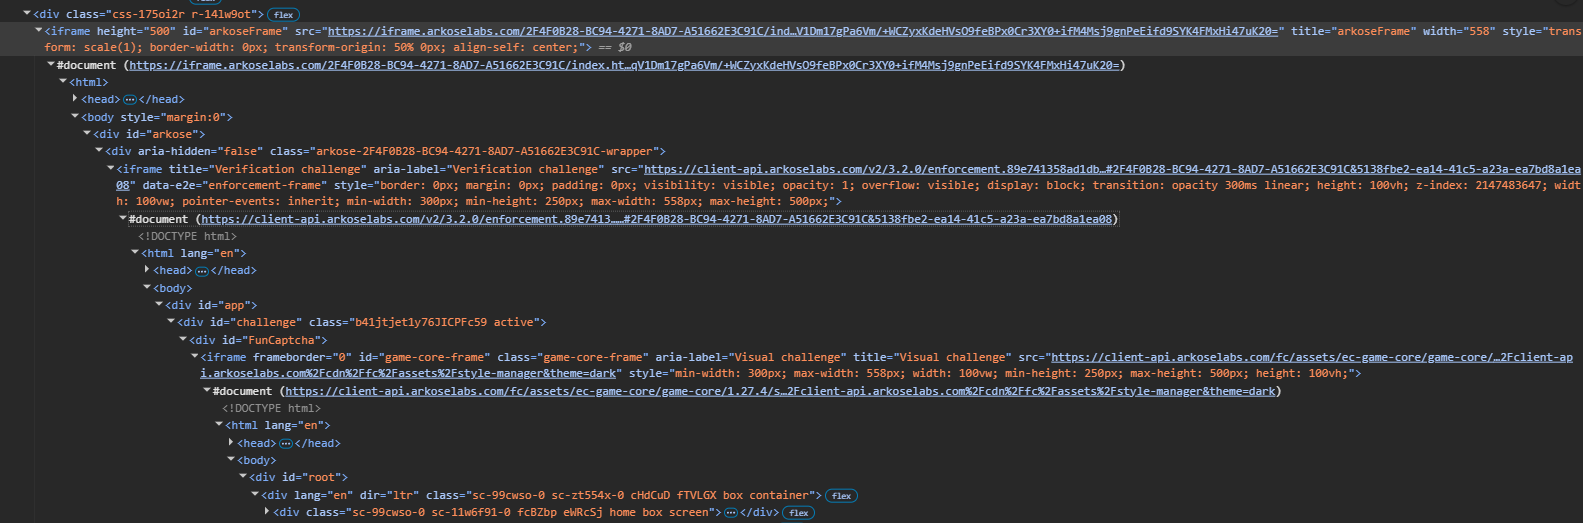 <div class="css-175oi2r r-14lw9ot"> flex
<iframe height="500" id="arkoseFrame" src="https://iframe.arkoselabs.com/2F4F0B28-BC94-4271-8AD7-A51662E3C91C/ind…V1Dm17gPa6Vm/+WCZyxKdeHVsO9feBPx0Cr3XY0+ifM4Msj9gnPeEifd9SYK4FMxHi47uK20=" title="arkoseFrame" width="558" style="trans
form: scale(1); border-width: 0px; transform-origin: 50% 0px; align-self: center;"> == $0
#document (https://iframe.arkoselabs.com/2F4F0B28-BC94-4271-8AD7-A51662E3C91C/index.ht…qV1Dm17gPa6Vm/+WCZyxKdeHVsO9feBPx0Cr3XY0+ifM4Msj9gnPeEifd9SYK4FMxHi47uK20=)
<html>
<head> … </head>
<body style="margin:0">
<div id="arkose">
<div aria-hidden="false" class="arkose-2F4F0B28-BC94-4271-8AD7-A51662E3C91C-wrapper">
<iframe title="Verification challenge" aria-label="Verification challenge" src="https://client-api.arkoselabs.com/v2/3.2.0/enforcement.89e741358ad1db…#2F4F0B28-BC94-4271-8AD7-A51662E3C91C&5138fbe2-ea14-41c5-a23a-ea7bd8a1ea
08" data-e2e="enforcement-frame" style="border: 0px; margin: 0px; padding: 0px; visibility: visible; opacity: 1; overflow: visible; display: block; transition: opacity 300ms linear; height: 100vh; z-index: 2147483647; widt
h: 100vw; pointer-events: inherit; min-width: 300px; min-height: 250px; max-width: 558px; max-height: 500px;">
#document (https://client-api.arkoselabs.com/v2/3.2.0/enforcement.89e7413……#2F4F0B28-BC94-4271-8AD7-A51662E3C91C&5138fbe2-ea14-41c5-a23a-ea7bd8a1ea08)
<!DOCTYPE html>
<html lang="en">
<head> … </head>
<body>
<div id="app">
<div id="challenge" class="b41jtjet1y76JICPFc59 active">
<div id="FunCaptcha">
<iframe frameborder="0" id="game-core-frame" class="game-core-frame" aria-label="Visual challenge" title="Visual challenge" src="https://client-api.arkoselabs.com/fc/assets/ec-game-core/game-core/…2Fclient-ap
i.arkoselabs.com%2Fcdn%2Ffc%2Fassets%2Fstyle-manager&theme=dark" style="min-width: 300px; max-width: 558px; width: 100vw; min-height: 250px; max-height: 500px; height: 100vh;">
#document (https://client-api.arkoselabs.com/fc/assets/ec-game-core/game-core/1.27.4/s…2Fclient-api.arkoselabs.com%2Fcdn%2Ffc%2Fassets%2Fstyle-manager&theme=dark)
<!DOCTYPE html>
<html lang="en">
<head> … </head>
<body>
<div id="root">
<div lang="en" dir="ltr" class="sc-99cwso-0 sc-zt554x-0 cHdCuD fTVLGX box container"> flex
<div class="sc-99cwso-0 sc-11w6f91-0 fcBZbp eWRcSj home box screen"> … </div> flex